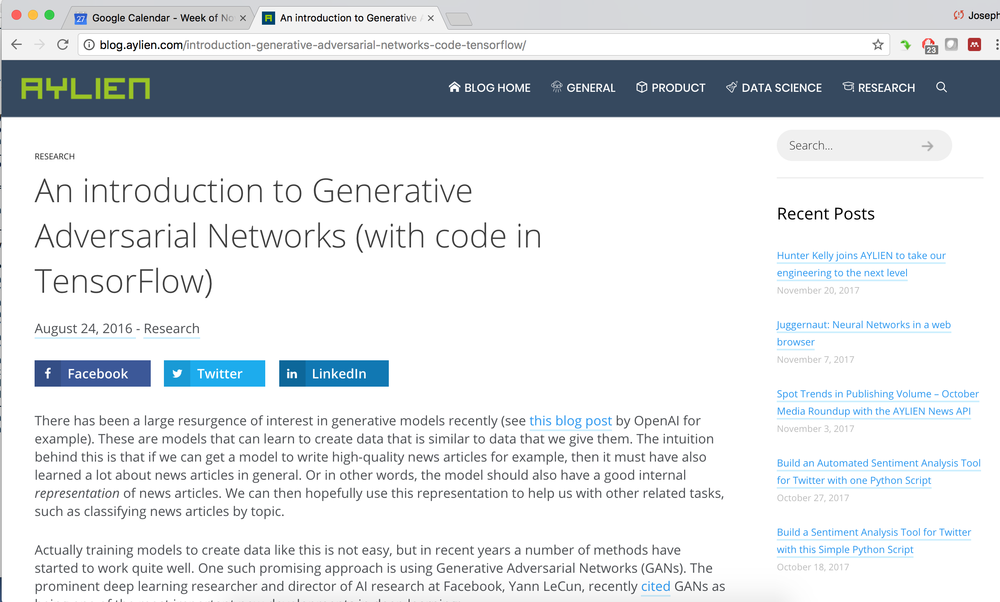 27 Google Calendar - Week of No
An introduction to Generative
Joseph
blog.aylien.com/introduction-generative-adversarial-networks-code-tensorflow/
23
AYLIEN
BLOG HOME GENERAL PRODUCT DATA SCIENCE RESEARCH
Search...
RESEARCH
An introduction to Generative
Adversarial Networks (with code in
TensorFlow)
August 24, 2016 - Research
Facebook Twitter LinkedIn
There has been a large resurgence of interest in generative models recently (see this blog post by OpenAI for
example). These are models that can learn to create data that is similar to data that we give them. The intuition
behind this is that if we can get a model to write high-quality news articles for example, then it must have also
learned a lot about news articles in general. Or in other words, the model should also have a good internal
representation of news articles. We can then hopefully use this representation to help us with other related tasks,
such as classifying news articles by topic.
Actually training models to create data like this is not easy, but in recent years a number of methods have
started to work quite well. One such promising approach is using Generative Adversarial Networks (GANs). The
prominent deep learning researcher and director of AI research at Facebook, Yann LeCun, recently cited GANs as
Recent Posts
Hunter Kelly joins AYLIEN to take our
engineering to the next level
November 20, 2017
Juggernaut: Neural Networks in a web
browser
November 7, 2017
Spot Trends in Publishing Volume – October
Media Roundup with the AYLIEN News API
November 3, 2017
Build an Automated Sentiment Analysis Tool
for Twitter with one Python Script
October 27, 2017
Build a Sentiment Analysis Tool for Twitter
with this Simple Python Script
October 18, 2017